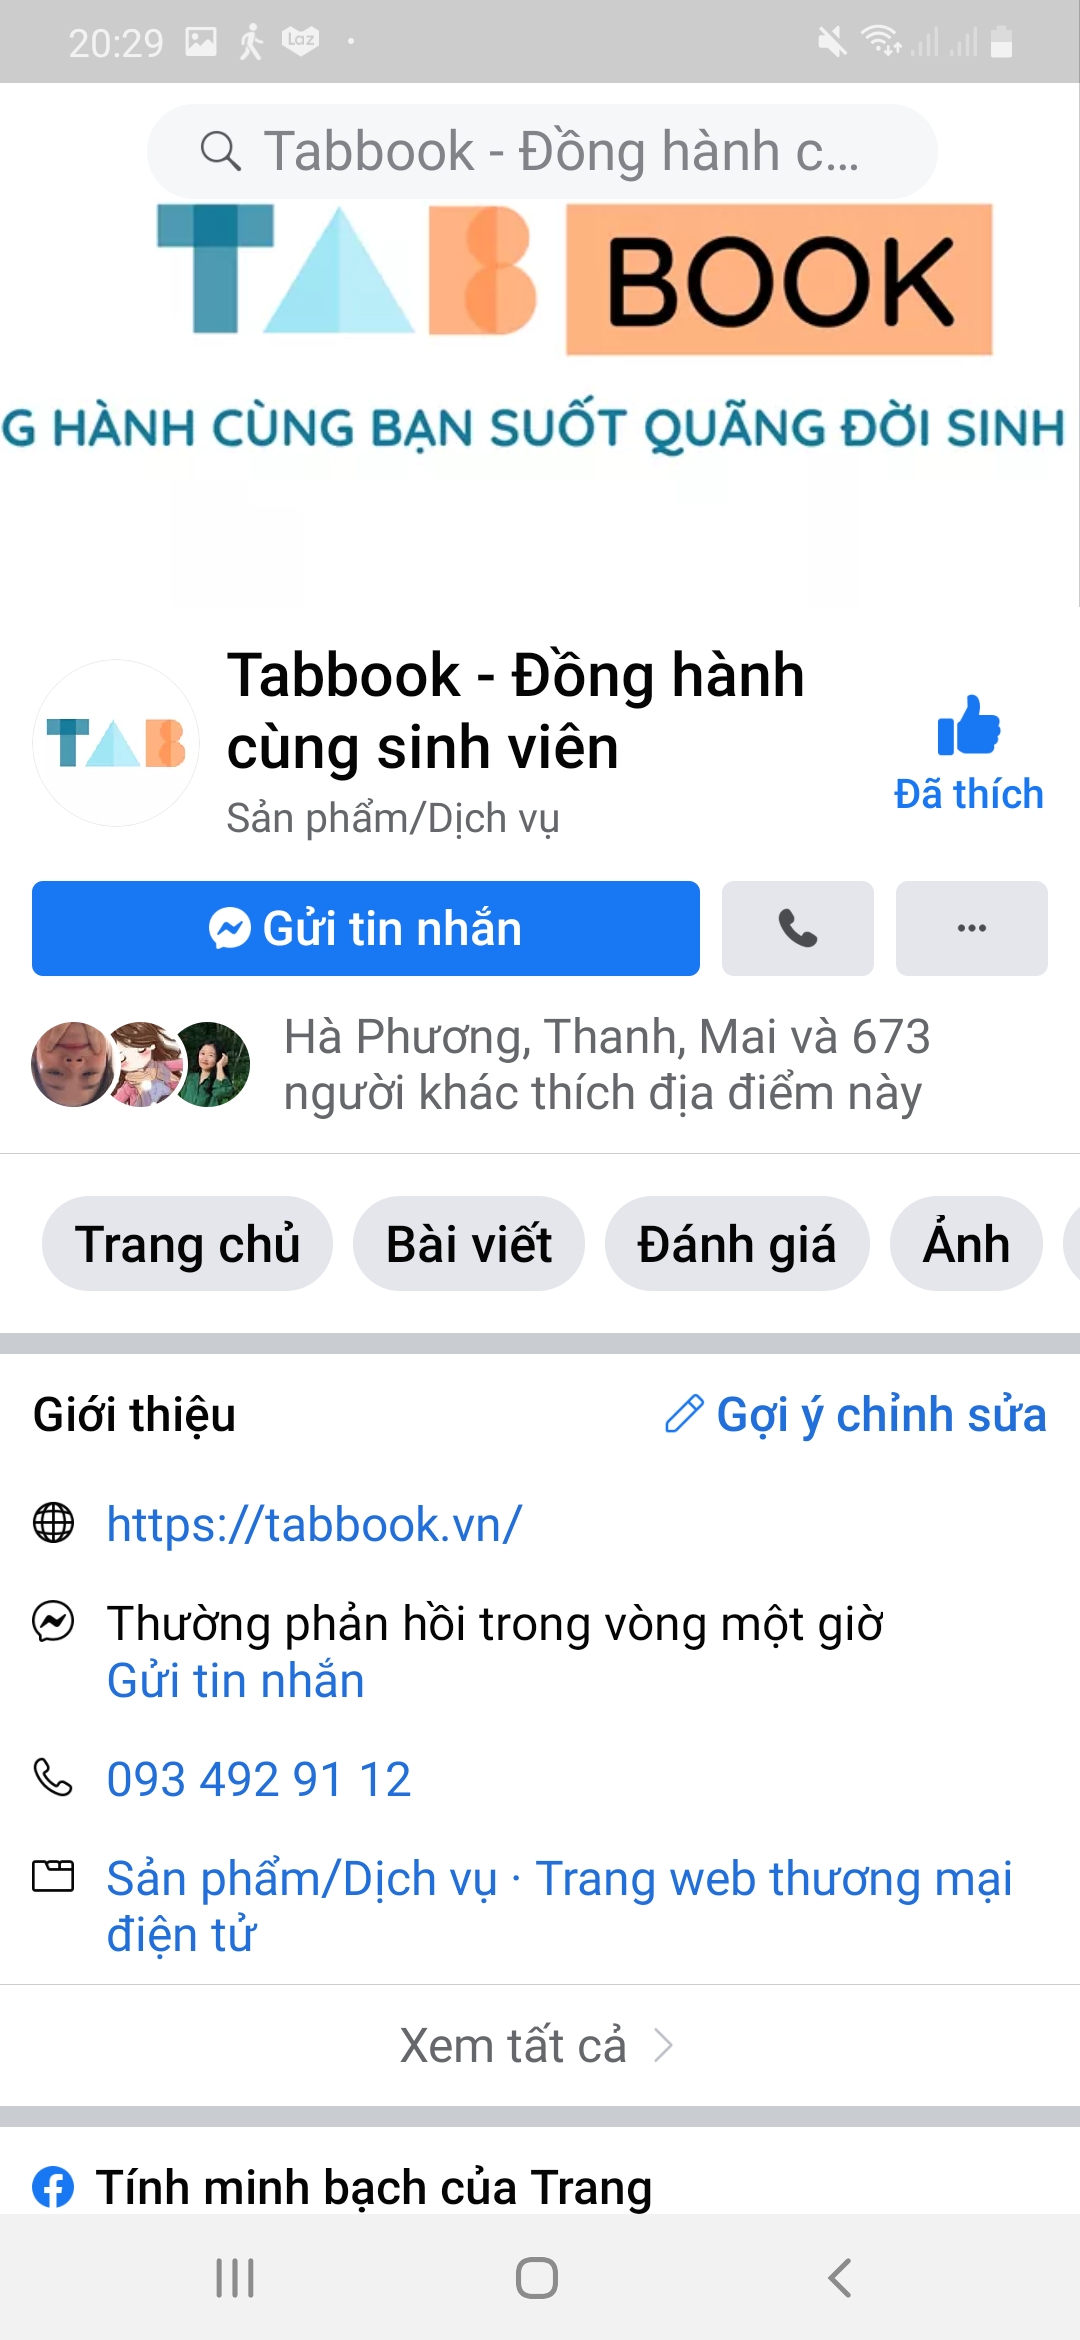 20:29
Laz
Tabbook - Đồng hành c...
TAB BOOK
G HÀNH CÙNG BẠN SUỐT QUÃNG ĐỜI SINH
Tabbook - Đồng hành
cùng sinh viên
TAB
Sản phẩm/Dịch vụ
Đã thích
Gửi tin nhắn
Hà Phương, Thanh, Mai và 673
người khác thích địa điểm này
Trang chủ
Bài viết
Đánh giá
Ảnh
Giới thiệu
Gợi ý chỉnh sửa
https://tabbook.vn/
Thường phản hồi trong vòng một giờ
Gửi tin nhắn
093 492 91 12
Sản phẩm/Dịch vụ · Trang web thương mại
điện tử
Xem tất cả
Tính minh bạch của Trang